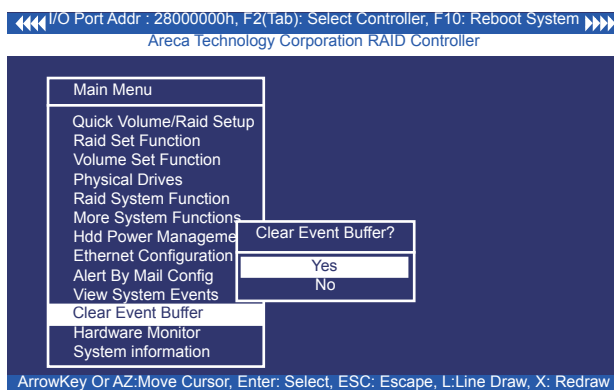 I/O Port Addr : 28000000h, F2(Tab): Select Controller, F10: Reboot System
Areca Technology Corporation RAID Controller
Main Menu
Quick Volume/Raid Setup
Raid Set Function
Volume Set Function
Physical Drives
Raid System Function
More System Functions
Hdd Power Manageme
Ethernet Configuration
Alert By Mail Config
View System Events
Clear Event Buffer
Hardware Monitor
System information
Clear Event Buffer?
Yes
No
ArrowKey Or AZ:Move Cursor, Enter: Select, ESC: Escape, L:Line Draw, X: Redraw